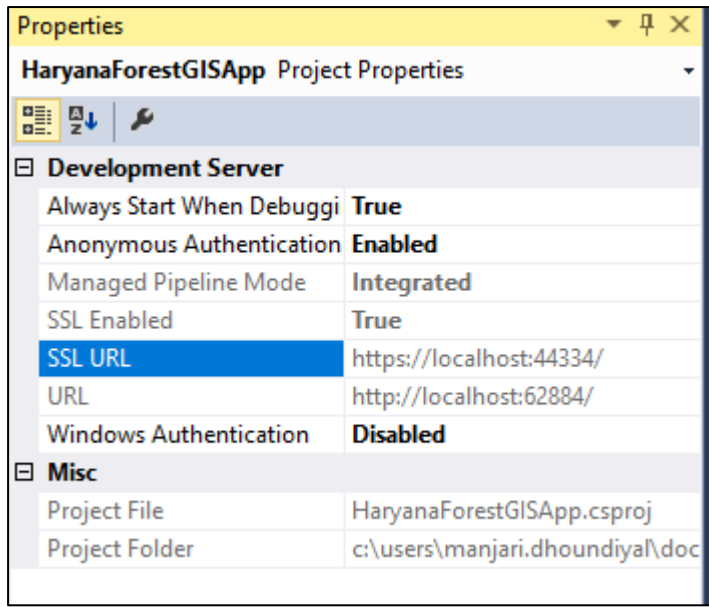 Properties
HaryanaForestGISApp Project Properties
Development Server
Always Start When Debuggi True
Anonymous Authentication Enabled
Managed Pipeline Mode Integrated
SSL Enabled True
SSL URL https://localhost:44334/
URL http://localhost:62884/
Windows Authentication Disabled
Misc
Project File HaryanaForestGISApp.csproj
Project Folder c:\users\manjari.dhoundiyal\doc